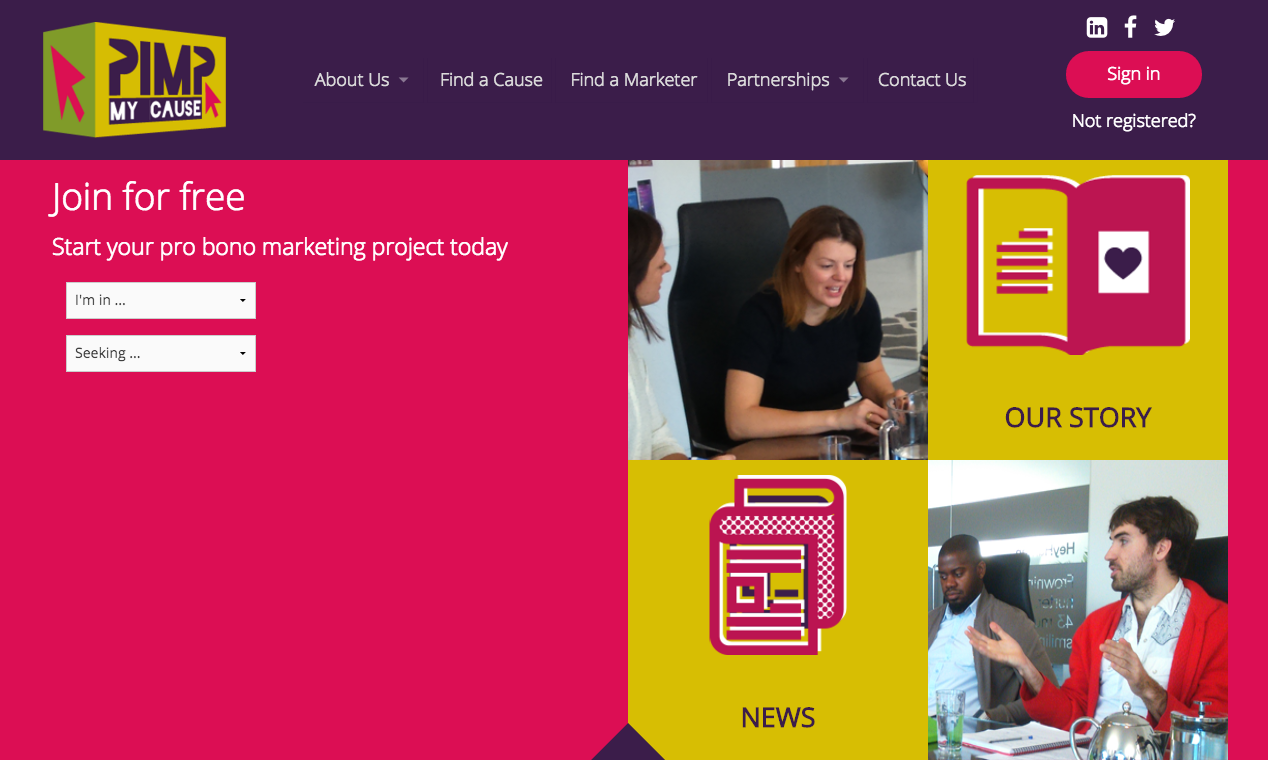 PIMP
MY CAUSE
About Us
Find a Cause
Find a Marketer
Partnerships
Contact Us
Sign in
Not registered?
Join for free
Start your pro bono marketing project today
I'm in ...
Seeking ...
OUR STORY
NEWS